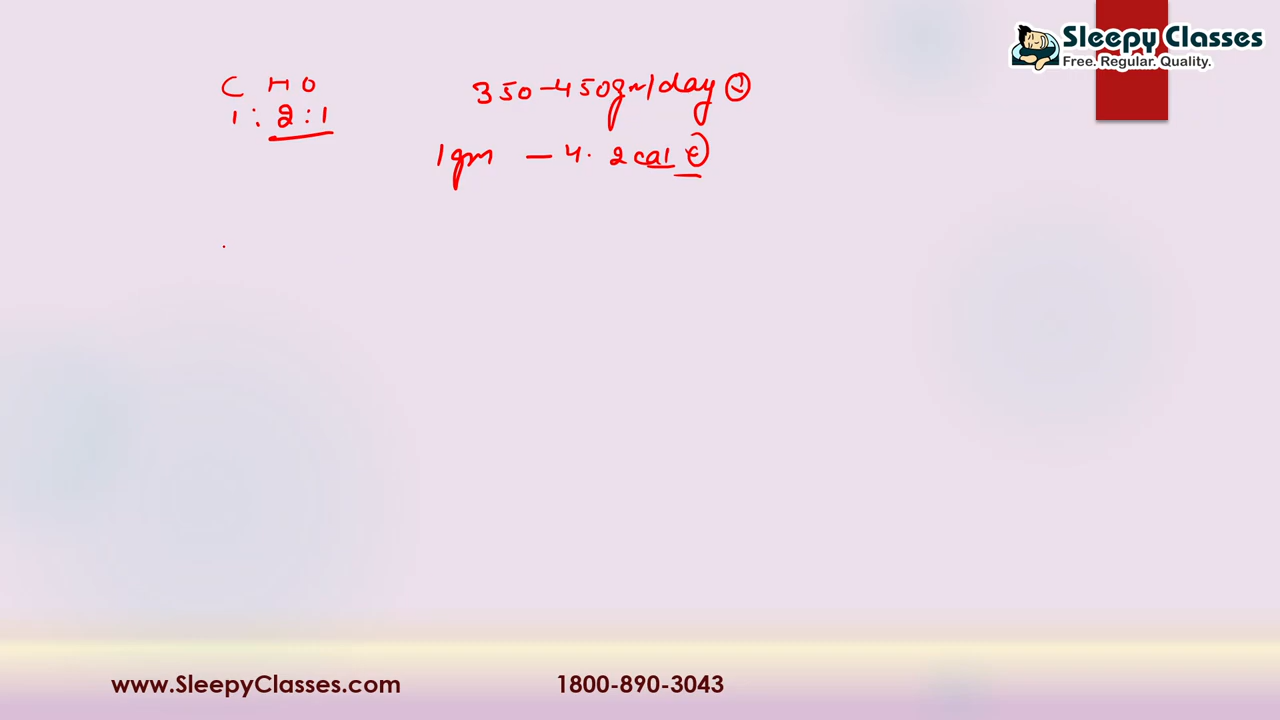 Sleepy Classes
Free. Regular. Quality.
C H O
1 : 2 : 1
350-450gm/day
1gm - 4.2cal
www.SleepyClasses.com
1800-890-3043